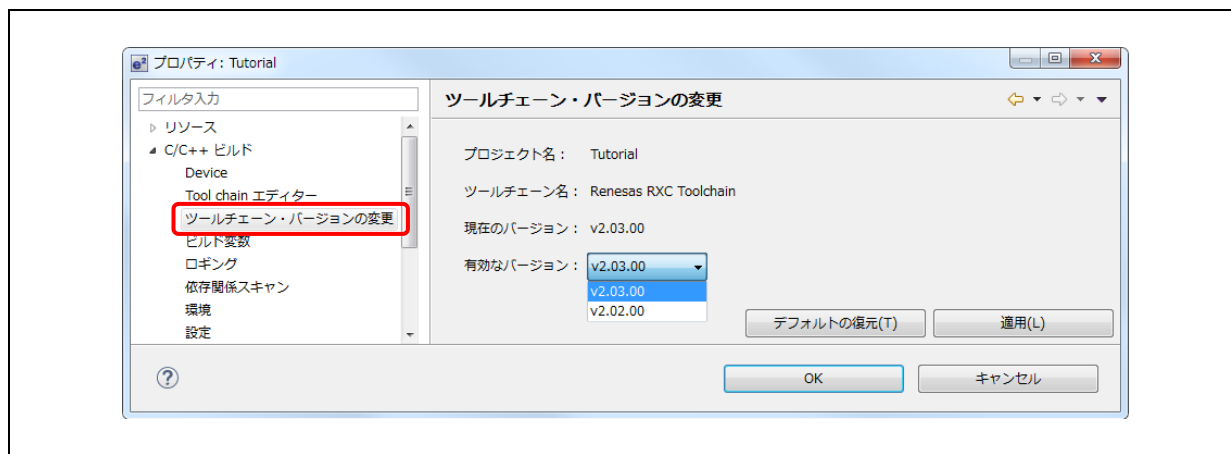 e² プロパティ: Tutorial
フィルタ入力
リソース
C/C++ ビルド
Device
Tool chain エディター
ツールチェーン・バージョンの変更
ビルド変数
ロギング
依存関係スキャン
環境
設定
ツールチェーン・バージョンの変更
プロジェクト名： Tutorial
ツールチェーン名： Renesas RXC Toolchain
現在のバージョン： v2.03.00
有効なバージョン： v2.03.00
v2.03.00
v2.02.00
デフォルトの復元(T) 適用(L)
? OK キャンセル